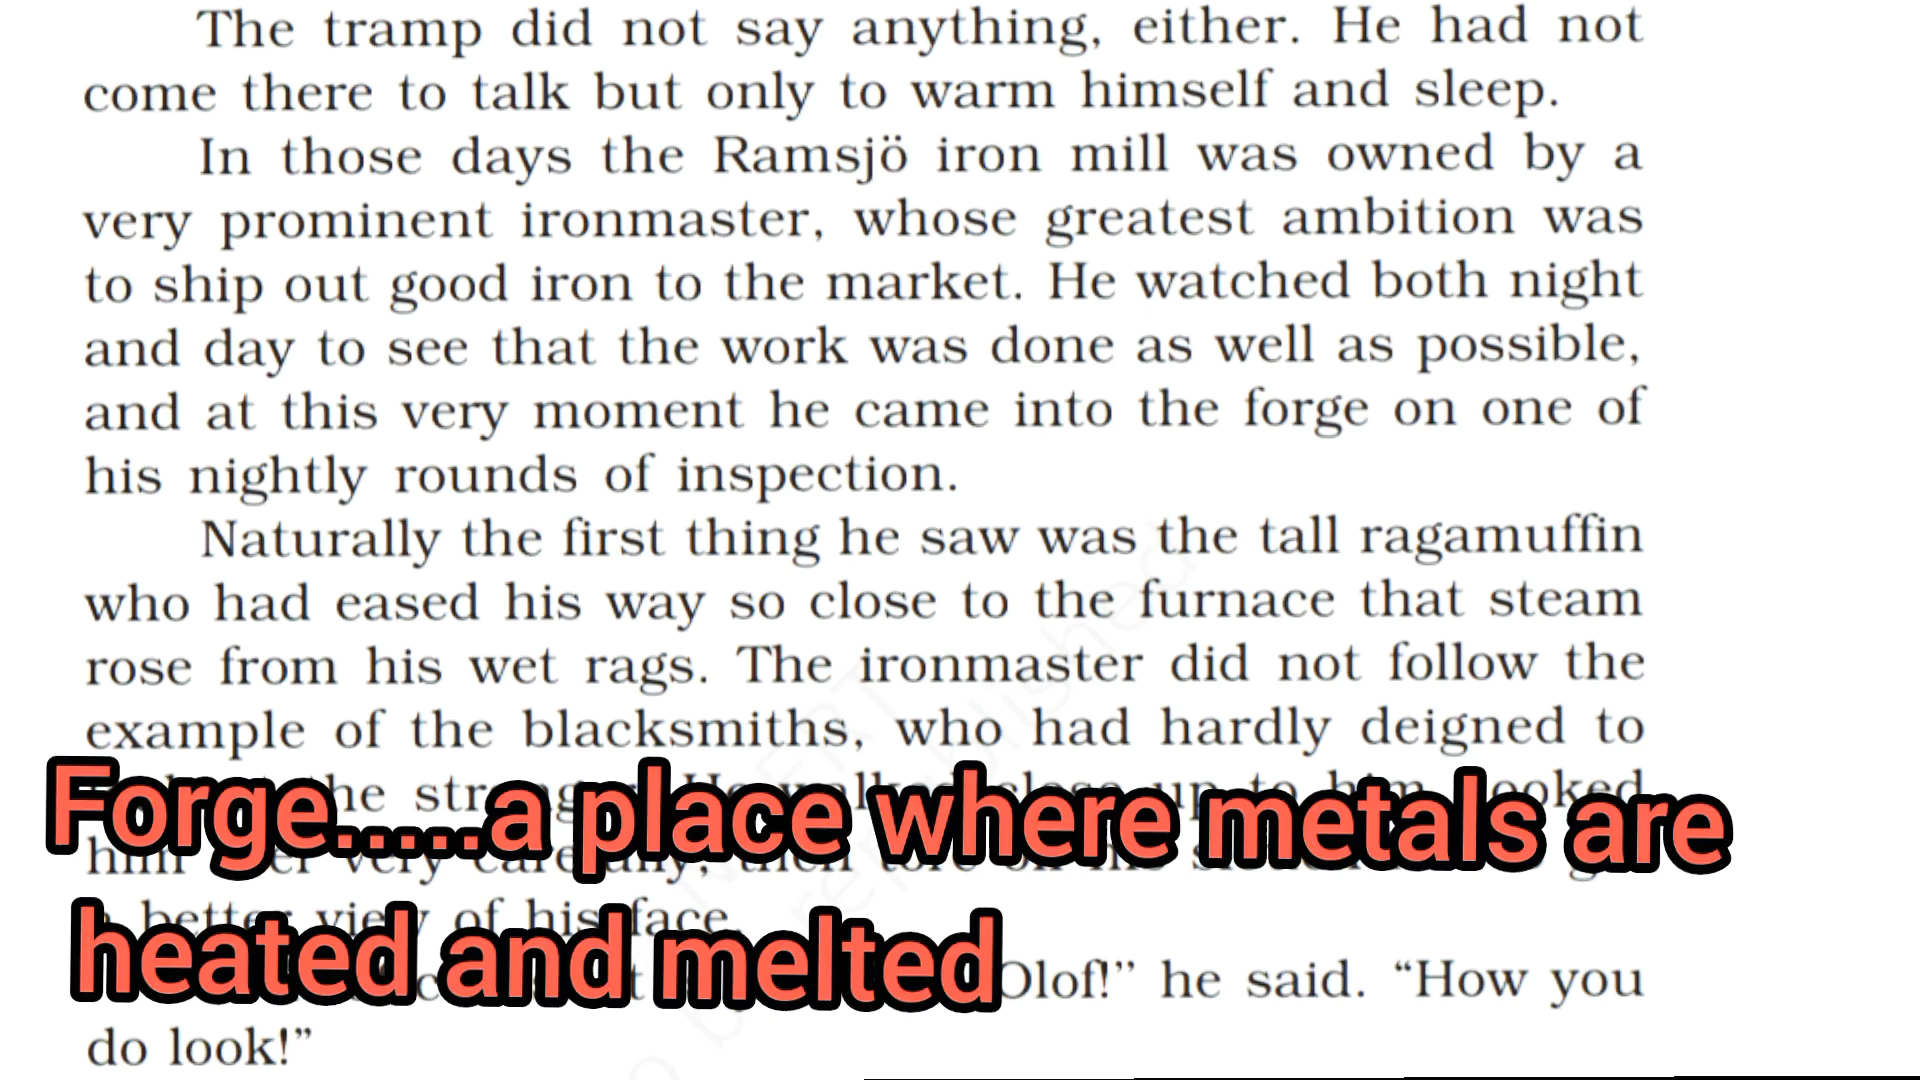 The tramp did not say anything, either. He had not
come there to talk but only to warm himself and sleep.
In those days the Ramsjö iron mill was owned by a
very prominent ironmaster, whose greatest ambition was
to ship out good iron to the market. He watched both night
and day to see that the work was done as well as possible,
and at this very moment he came into the forge on one of
his nightly rounds of inspection.
Naturally the first thing he saw was the tall ragamuffin
who had eased his way so close to the furnace that steam
rose from his wet rags. The ironmaster did not follow the
example of the blacksmiths, who had hardly deigned to
Forge.....a place where metals are
better view of his face.
heated and melted
Olof!” he said. “How you
do look!”